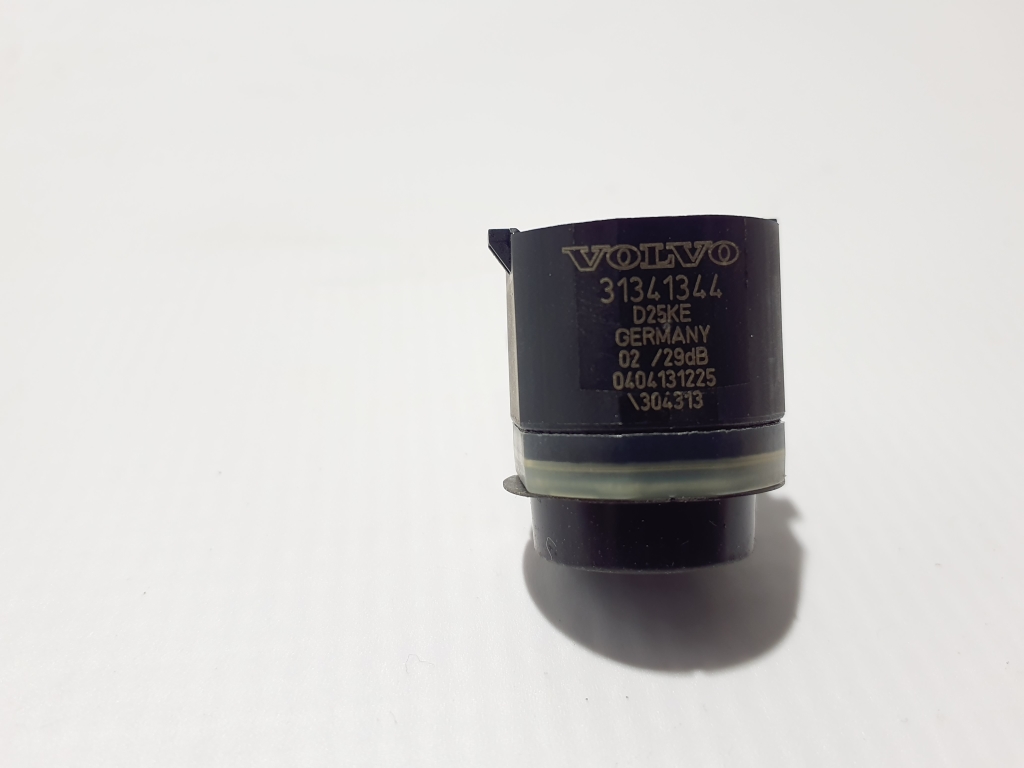 VOLVO
31341344
D25KE
GERMANY
02 /29dB
0404131225
\304313